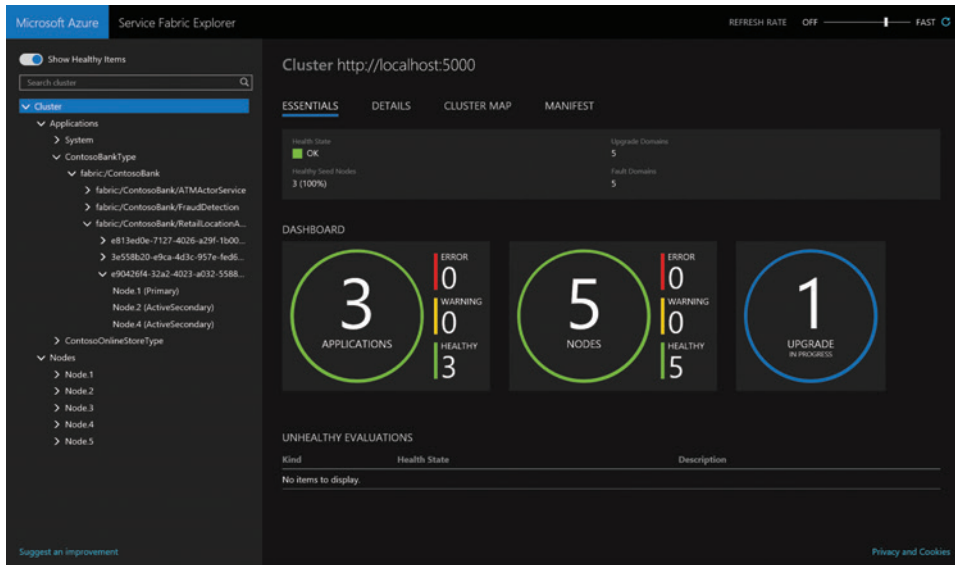 Microsoft Azure Service Fabric Explorer REFRESH RATE OFF FAST
Show Healthy Items
Search cluster
Cluster
Applications
System
ContosoBankType
fabric:/ContosoBank
fabric:/ContosoBank/ATMActorService
fabric:/ContosoBank/FraudDetection
fabric:/ContosoBank/RetailLocationA...
e813ed0e-7127-4026-a29f-1b00...
3e558b20-e9ca-4d3c-957e-fed6...
e90426f4-32a2-4023-a032-5588...
Node.1 (Primary)
Node.2 (ActiveSecondary)
Node.4 (ActiveSecondary)
ContosoOnlineStoreType
Nodes
Node.1
Node.2
Node.3
Node.4
Node.5
Suggest an improvement
Cluster http://localhost:5000
ESSENTIALS DETAILS CLUSTER MAP MANIFEST
Health State Upgrade Domains
OK 5
Healthy Seed Nodes Fault Domains
3 (100%) 5
DASHBOARD
3
APPLICATIONS
ERROR
0
WARNING
0
HEALTHY
3
5
NODES
ERROR
0
WARNING
0
HEALTHY
5
1
UPGRADE
IN PROGRESS
UNHEALTHY EVALUATIONS
Kind Health State Description
No items to display.
Privacy and Cookies